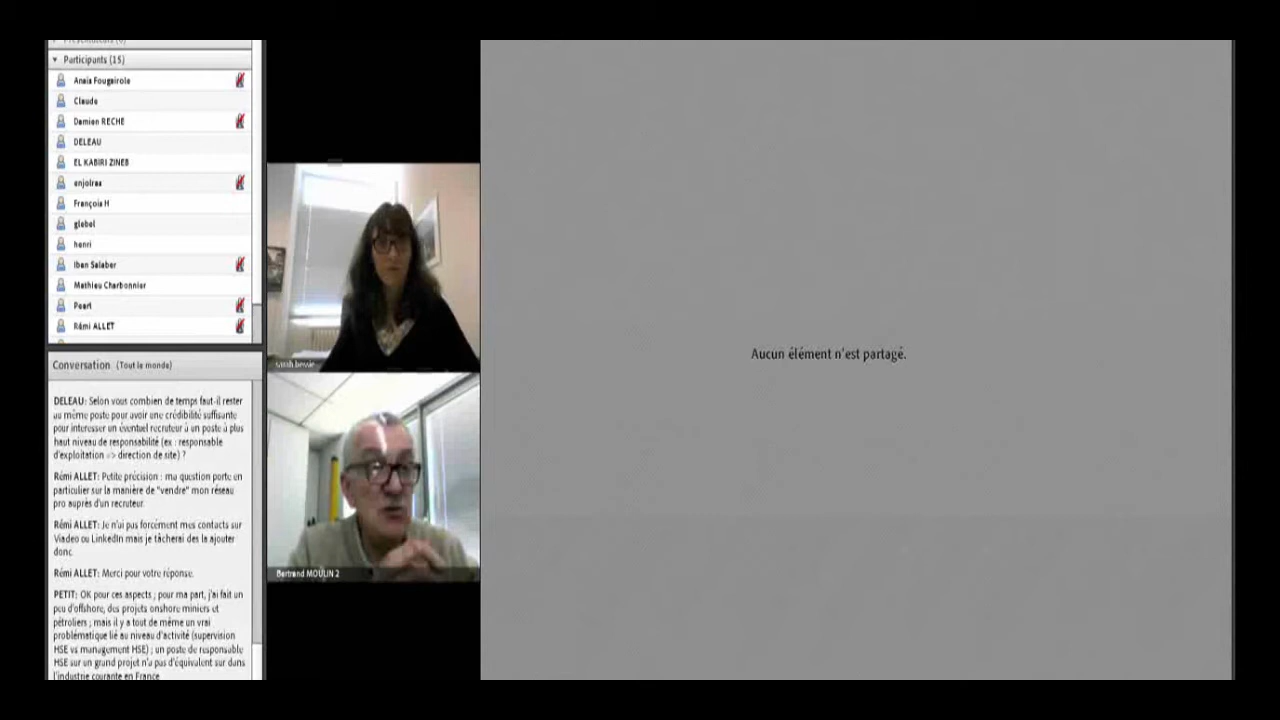 Participants (15)
Anais Fougeirole
Claude
Damien RECHE
DELEAU
EL KABIRI ZINEB
enjolras
François H
glebel
henri
Iban Salaber
Mathieu Charbonnier
Pearl
Rémi ALLET
Conversation (Tout le monde)
DELEAU: Selon vous combien de temps faut-il rester
au même poste pour avoir une crédibilité suffisante
pour interesser un éventuel recruteur à un poste à plus
haut niveau de responsabilité (ex : responsable
d'exploitation => direction de site) ?
Rémi ALLET: Petite précision : ma question porte en
particulier sur la manière de "vendre" mon réseau
pro auprès d'un recruteur.
Rémi ALLET: Je n'ai pas forcément mes contacts sur
Viadeo ou LinkedIn mais je tâcherai des la ajouter
donc.
Rémi ALLET: Merci pour votre réponse.
PETIT: OK pour ces aspects ; pour ma part, j'ai fait un
peu d'offshore, des projets onshore miniers et
pétroliers ; mais il y a tout de même un vrai
problématique lié au niveau d'activité (supervision
HSE vs management HSE) ; un poste de responsable
HSE sur un grand projet n'a pas d'équivalent sur dans
l'industrie courante en France
Bertrand MOULIN 2
Aucun élément n'est partagé.